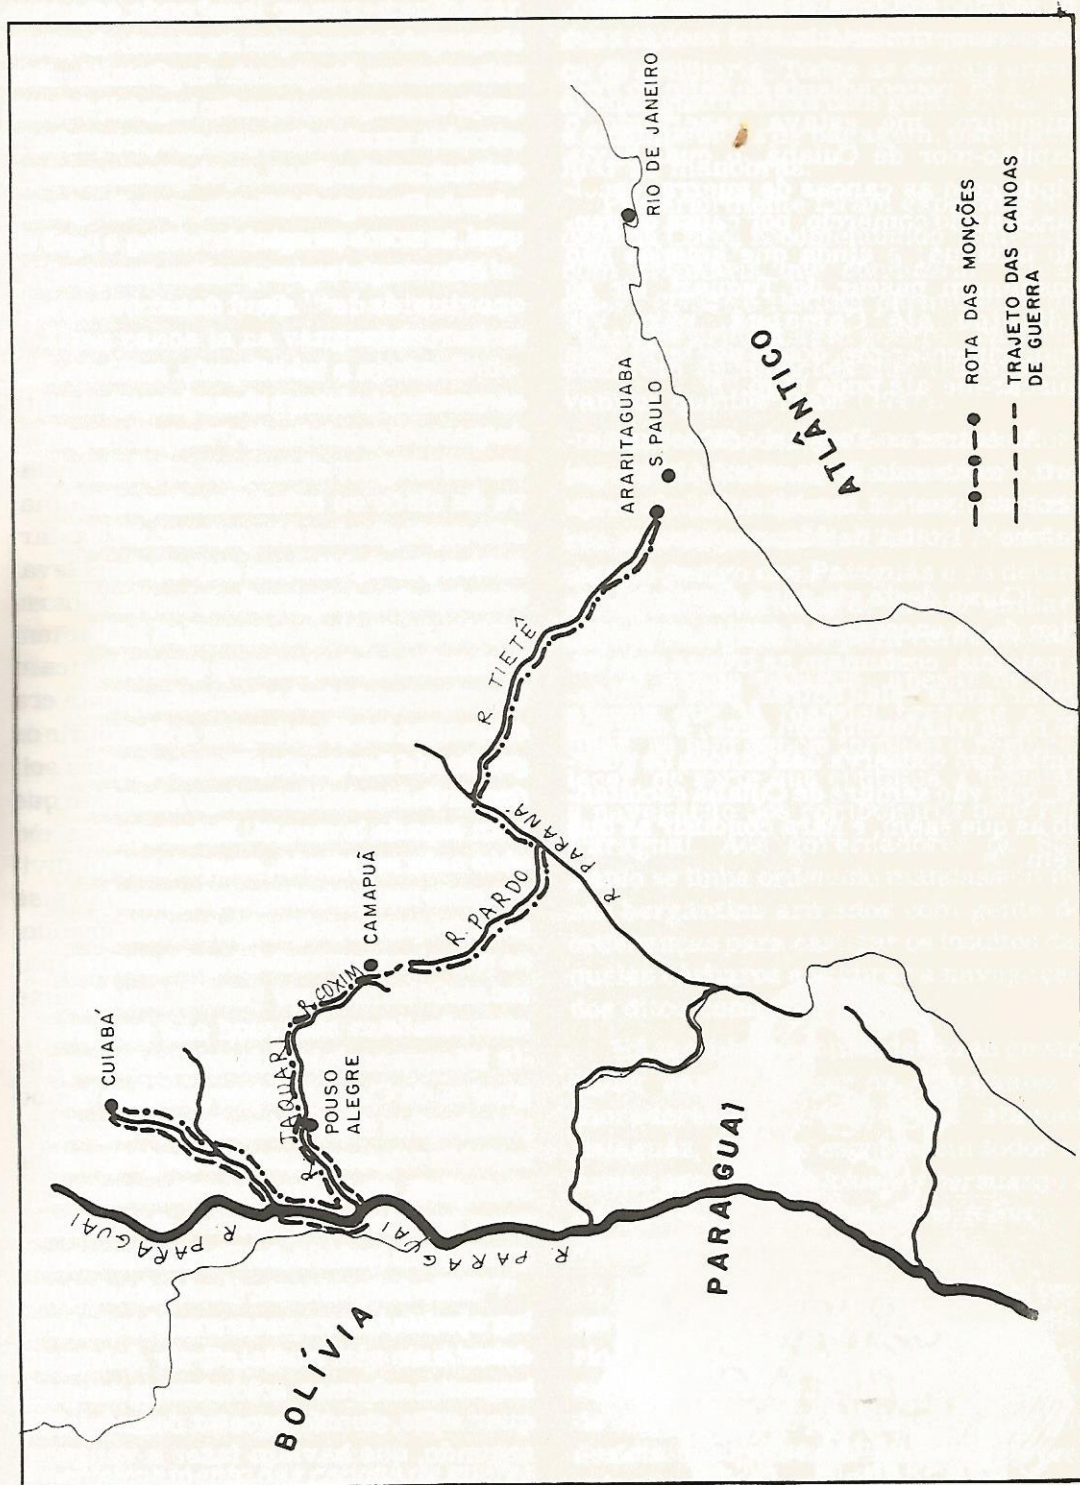 CUIABÁ
CAMAPUÃ
R. COXIM
R. TAQUARI
POUSO
ALEGRE
R. PARDO
R. PARANÁ
R. TIETÊ
ARARITAGUABA
S. PAULO
RIO DE JANEIRO
ATLÂNTICO
R. PARAGUAI
R. PARAGUAI
BOLÍVIA
PARAGUAI
ROTA DAS MONÇÕES
TRAJETO DAS CANOAS
DE GUERRA